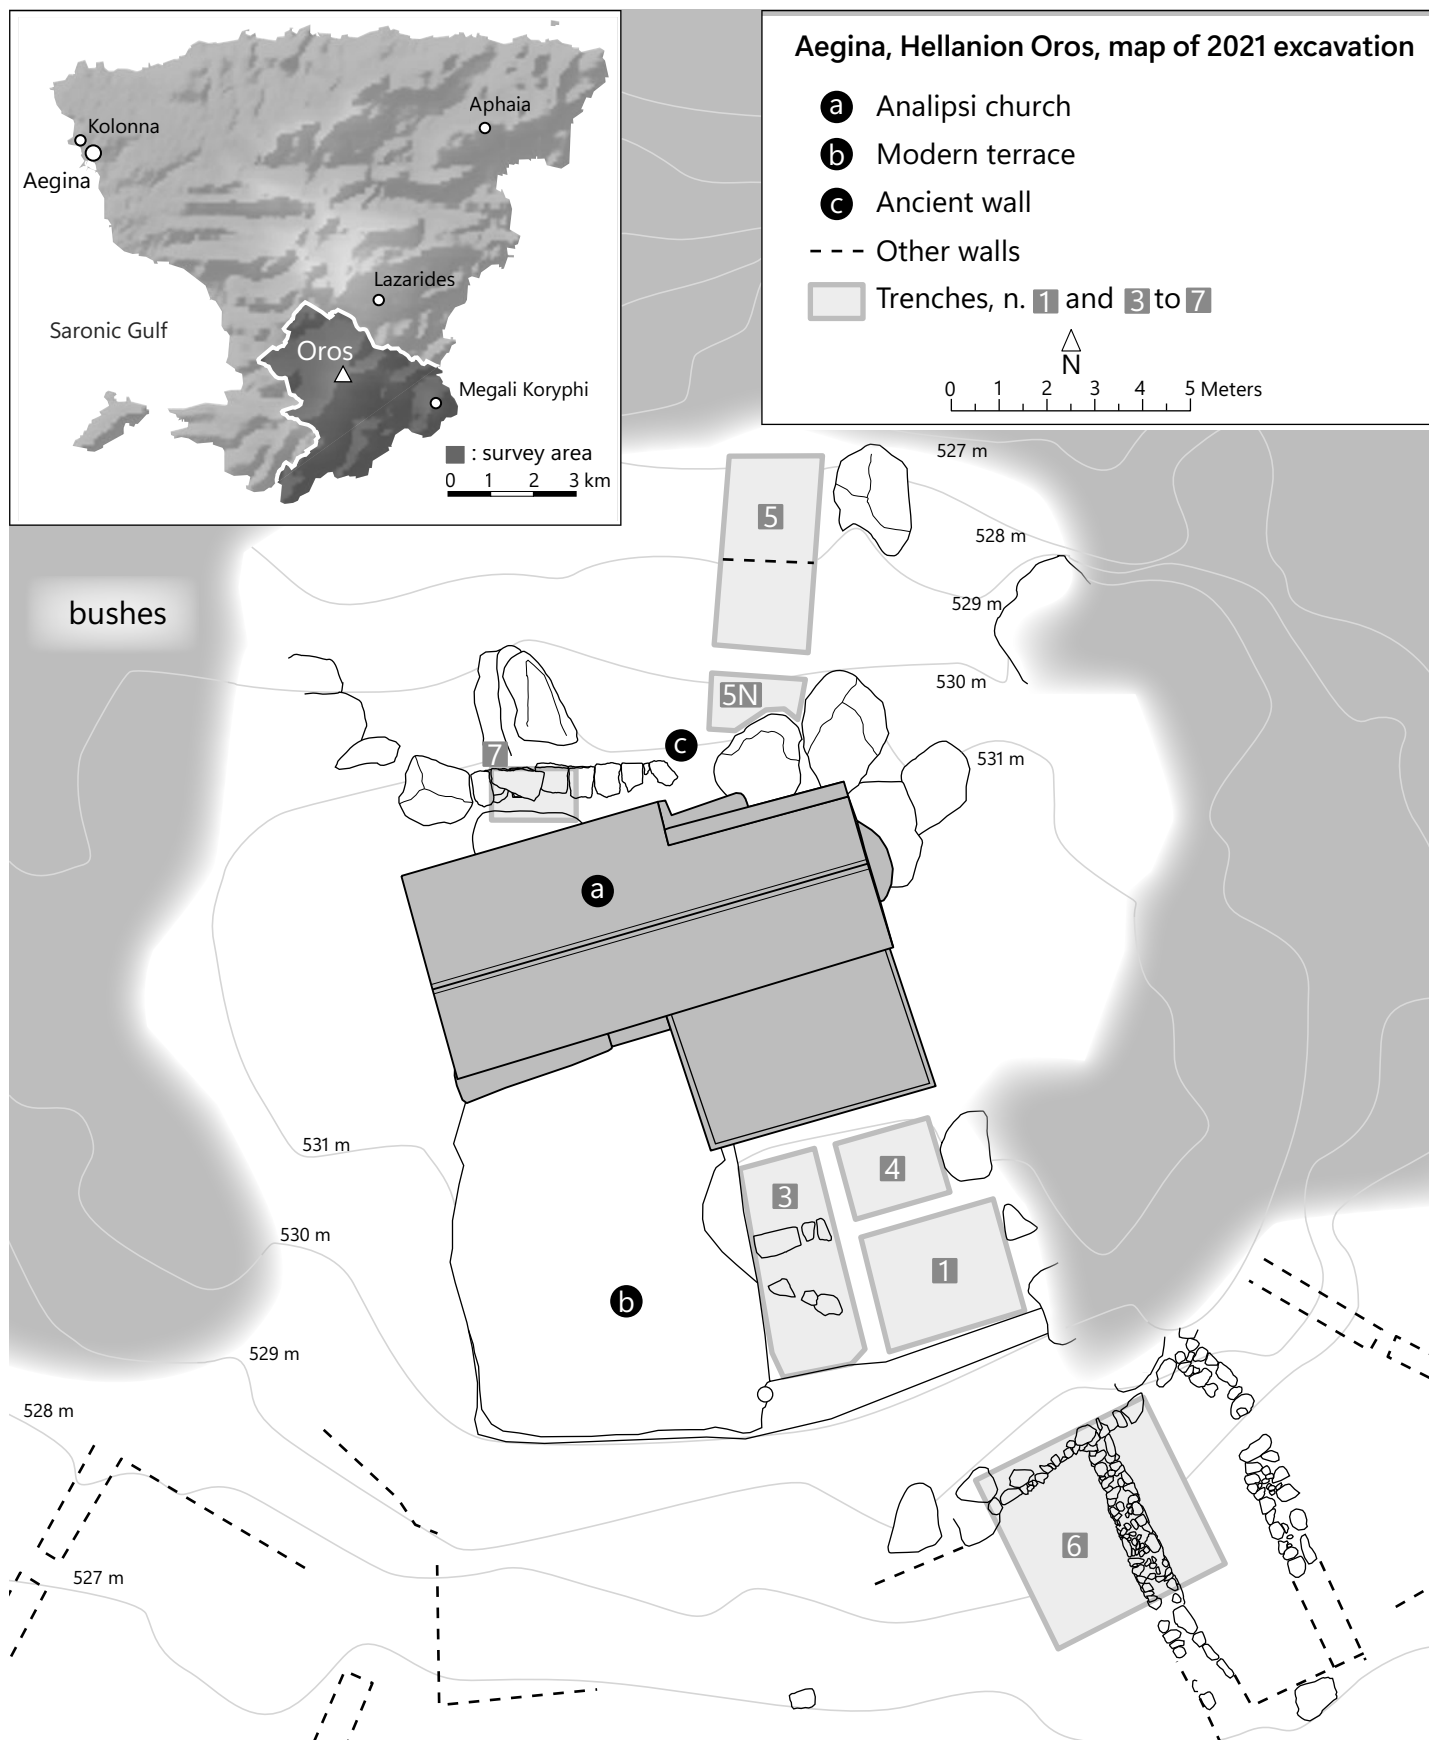 Aegina, Hellanion Oros, map of 2021 excavation
a Analipsi church
b Modern terrace
c Ancient wall
Other walls
Trenches, n. 1 and 3 to 7
N
0 1 2 3 4 5 Meters
Aphaia
Kolonna
Aegina
Lazarides
Saronic Gulf
Oros
Megali Koryphi
: survey area
0 1 2 3 km
527 m
5
528 m
529 m
bushes
530 m
5N
c
7
531 m
a
531 m
4
3
530 m
1
b
529 m
528 m
6
527 m